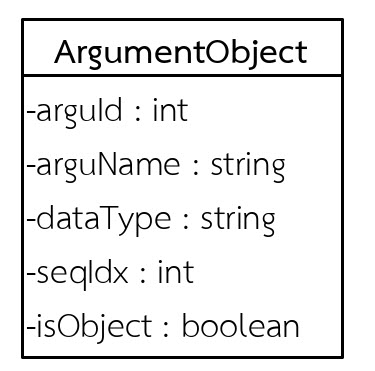 ArgumentObject
-arguId : int
-arguName : string
-dataType : string
-seqIdx : int
-isObject : boolean